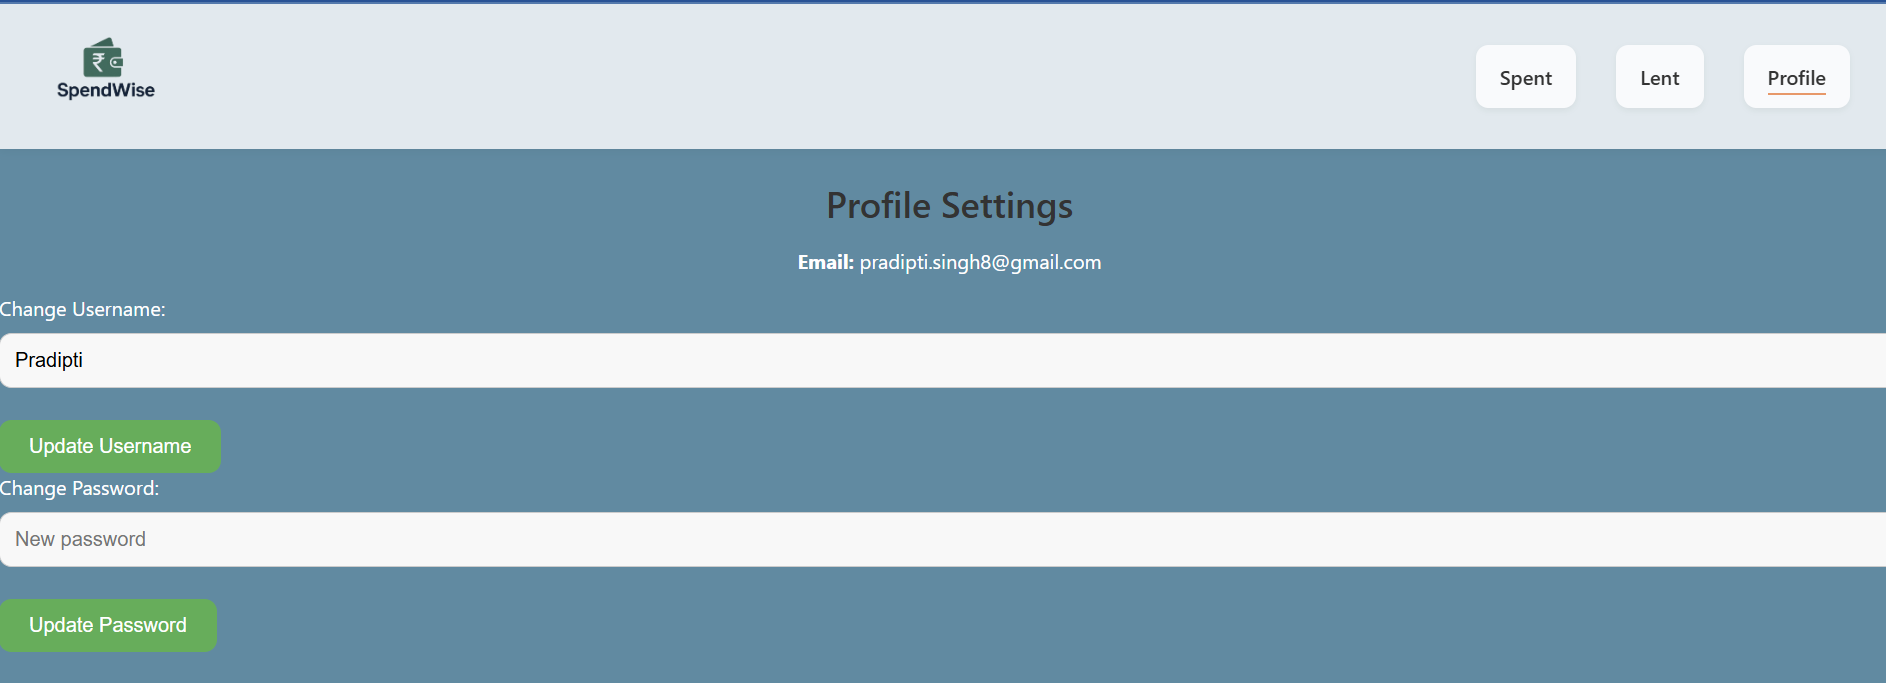 ₹
SpendWise
Spent Lent Profile
Profile Settings
Email: pradipti.singh8@gmail.com
Change Username:
Pradipti
Update Username
Change Password:
New password
Update Password